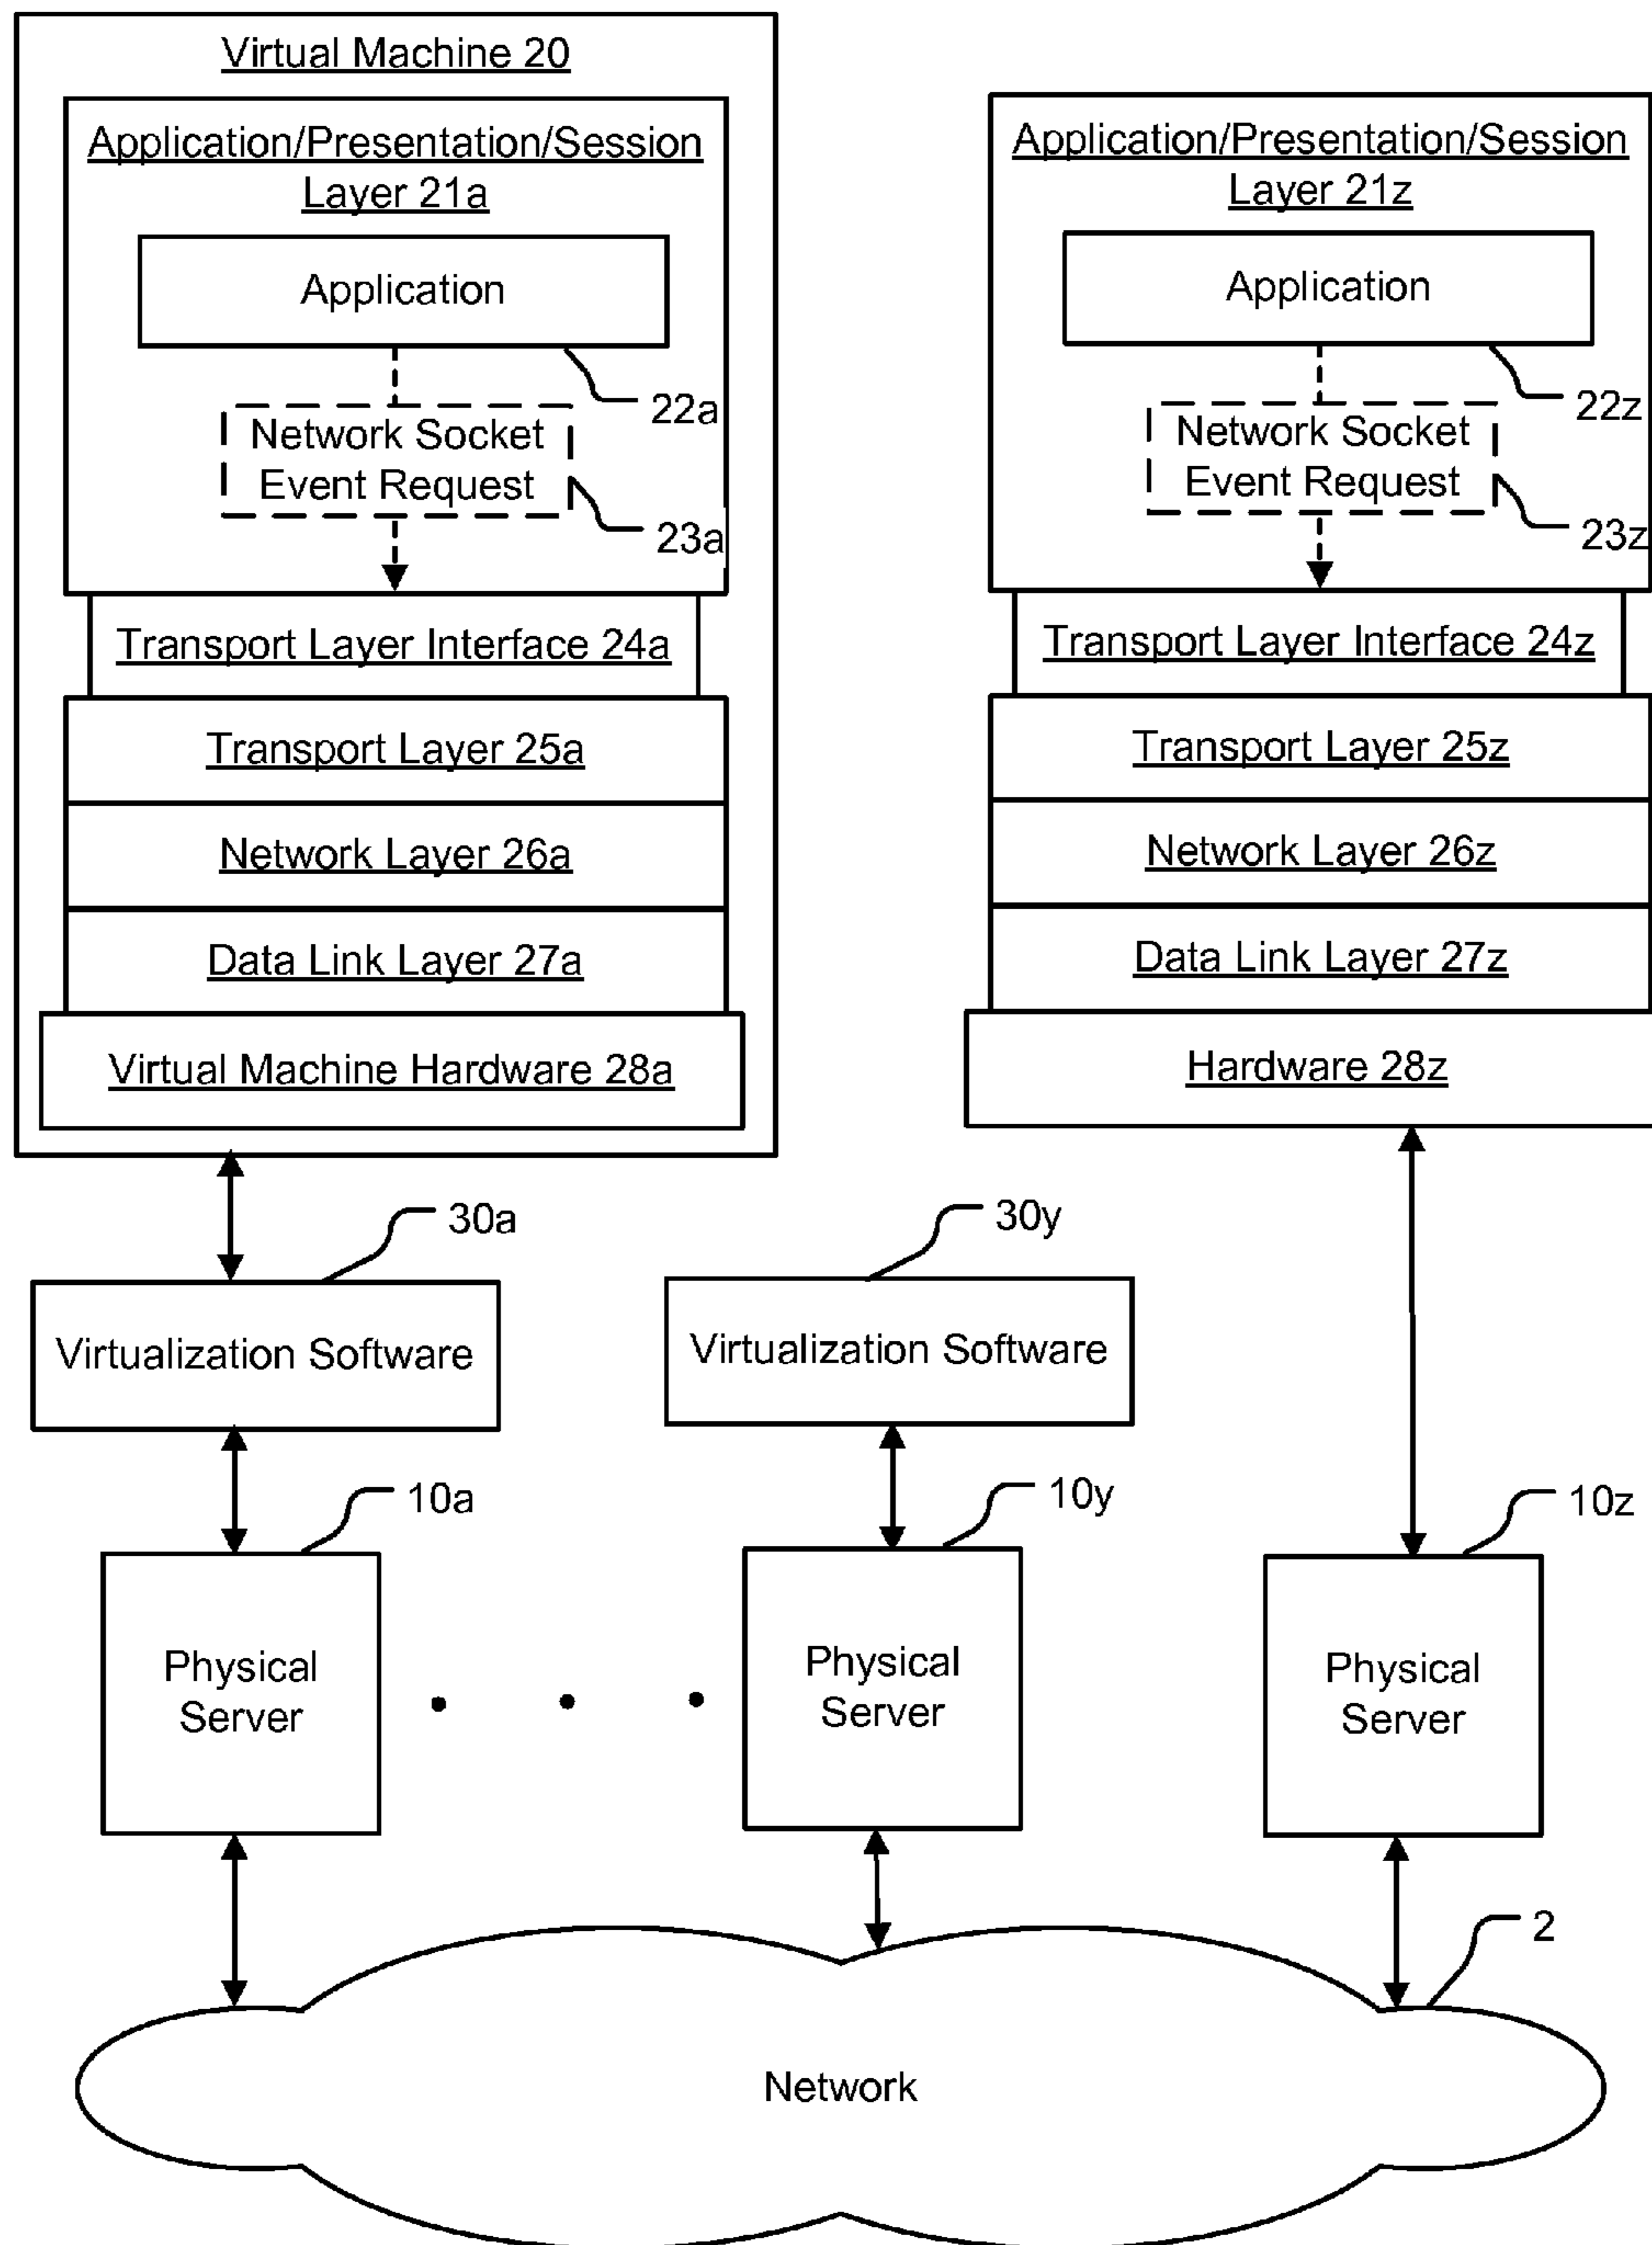 Virtual Machine 20
Application/Presentation/Session
Layer 21a
Application
22a
Network Socket
Event Request
23a
Transport Layer Interface 24a
Transport Layer 25a
Network Layer 26a
Data Link Layer 27a
Virtual Machine Hardware 28a
Application/Presentation/Session
Layer 21z
Application
22z
Network Socket
Event Request
23z
Transport Layer Interface 24z
Transport Layer 25z
Network Layer 26z
Data Link Layer 27z
Hardware 28z
30a
Virtualization Software
30y
Virtualization Software
10a
Physical
Server
10y
Physical
Server
10z
Physical
Server
2
Network